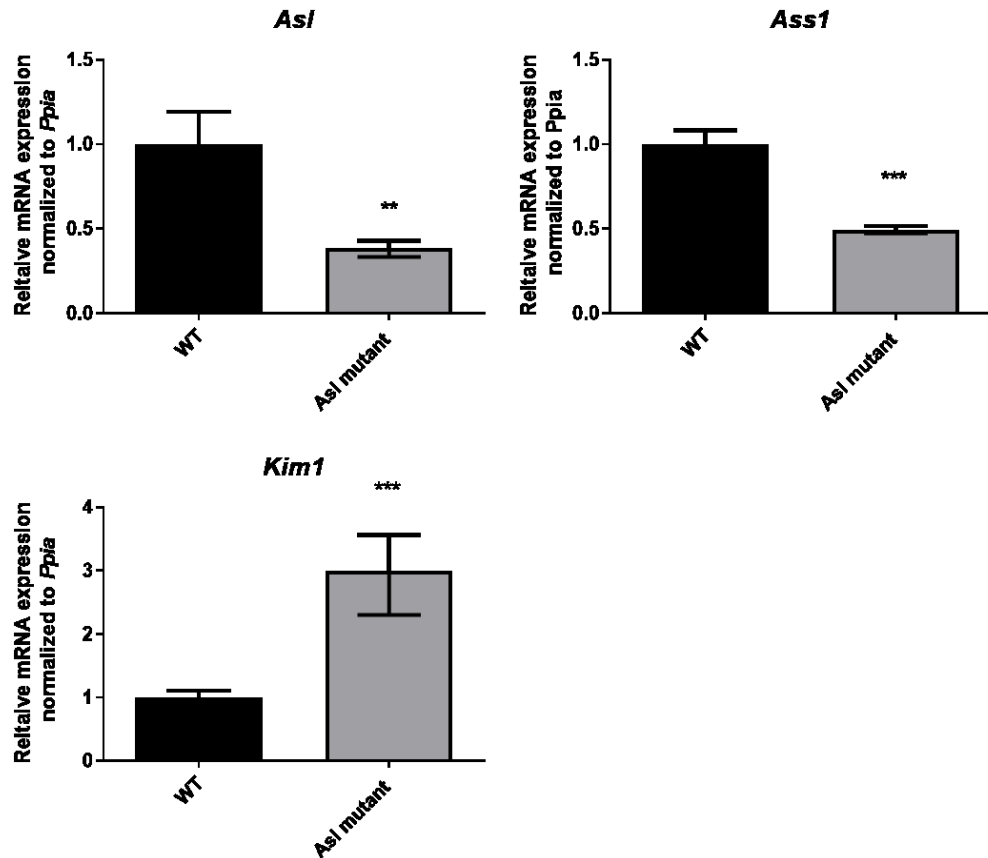 Asl
Reltaive mRNA expression
normalized to Ppia
1.5
1.0
0.5
0.0
**
WT
Asl mutant
Ass1
Reltaive mRNA expression
normalized to Ppia
1.5
1.0
0.5
0.0
***
WT
Asl mutant
Kim1
Reltaive mRNA expression
normalized to Ppia
4
3
2
1
0
***
WT
Asl mutant